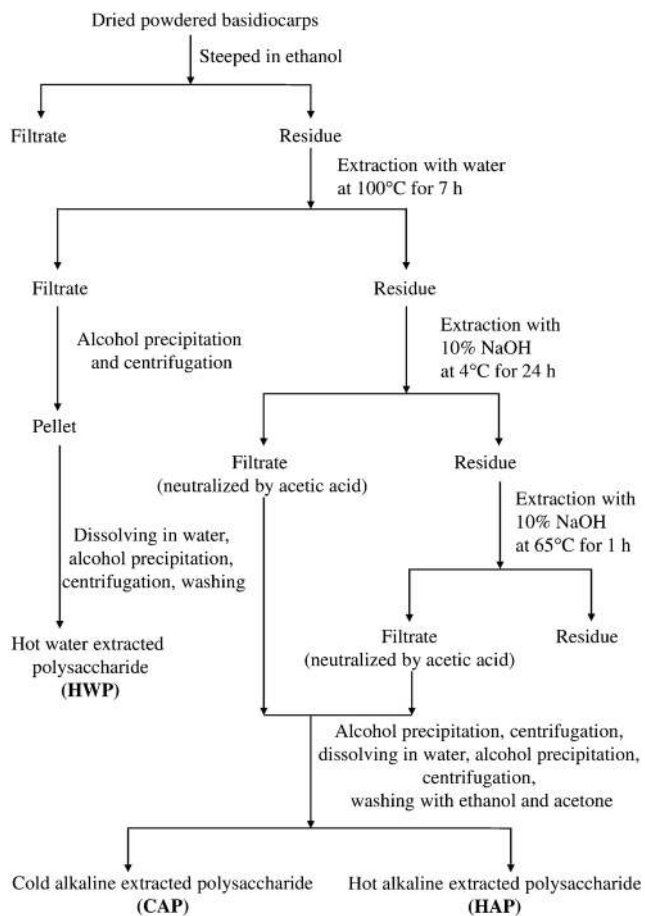 Dried powdered basidiocarps
Steeped in ethanol
Filtrate
Residue
Extraction with water
at 100°C for 7 h
Filtrate
Residue
Alcohol precipitation
and centrifugation
Extraction with
10% NaOH
at 4°C for 24 h
Pellet
Filtrate
(neutralized by acetic acid)
Residue
Extraction with
10% NaOH
at 65°C for 1 h
Dissolving in water,
alcohol precipitation,
centrifugation, washing
Filtrate
(neutralized by acetic acid)
Residue
Hot water extracted
polysaccharide
(HWP)
Alcohol precipitation, centrifugation,
dissolving in water, alcohol precipitation,
centrifugation,
washing with ethanol and acetone
Cold alkaline extracted polysaccharide
(CAP)
Hot alkaline extracted polysaccharide
(HAP)